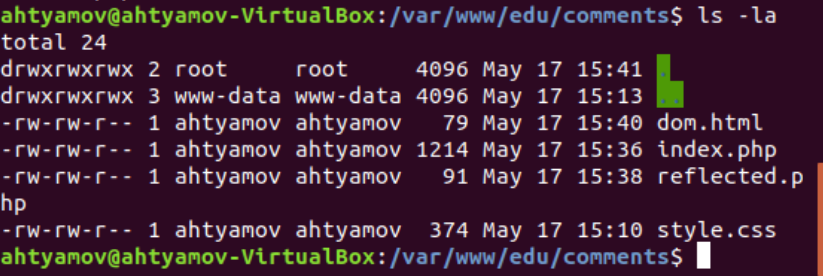 ahtyamov@ahtyamov-VirtualBox:/var/www/edu/comments$ ls -la
total 24
drwxrwxrwx 2 root     root     4096 May 17 15:41 .
drwxrwxrwx 3 www-data www-data 4096 May 17 15:13 ..
-rw-rw-r-- 1 ahtyamov ahtyamov   79 May 17 15:40 dom.html
-rw-rw-r-- 1 ahtyamov ahtyamov 1214 May 17 15:36 index.php
-rw-rw-r-- 1 ahtyamov ahtyamov   91 May 17 15:38 reflected.p
hp
-rw-rw-r-- 1 ahtyamov ahtyamov  374 May 17 15:10 style.css
ahtyamov@ahtyamov-VirtualBox:/var/www/edu/comments$